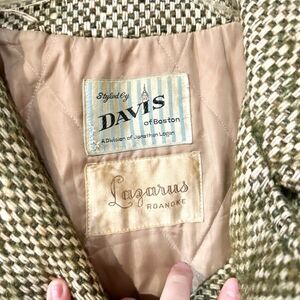 Styled by
DAVIS
of Boston
A Division of Jonathan Logan
Lazarus
ROANOKE